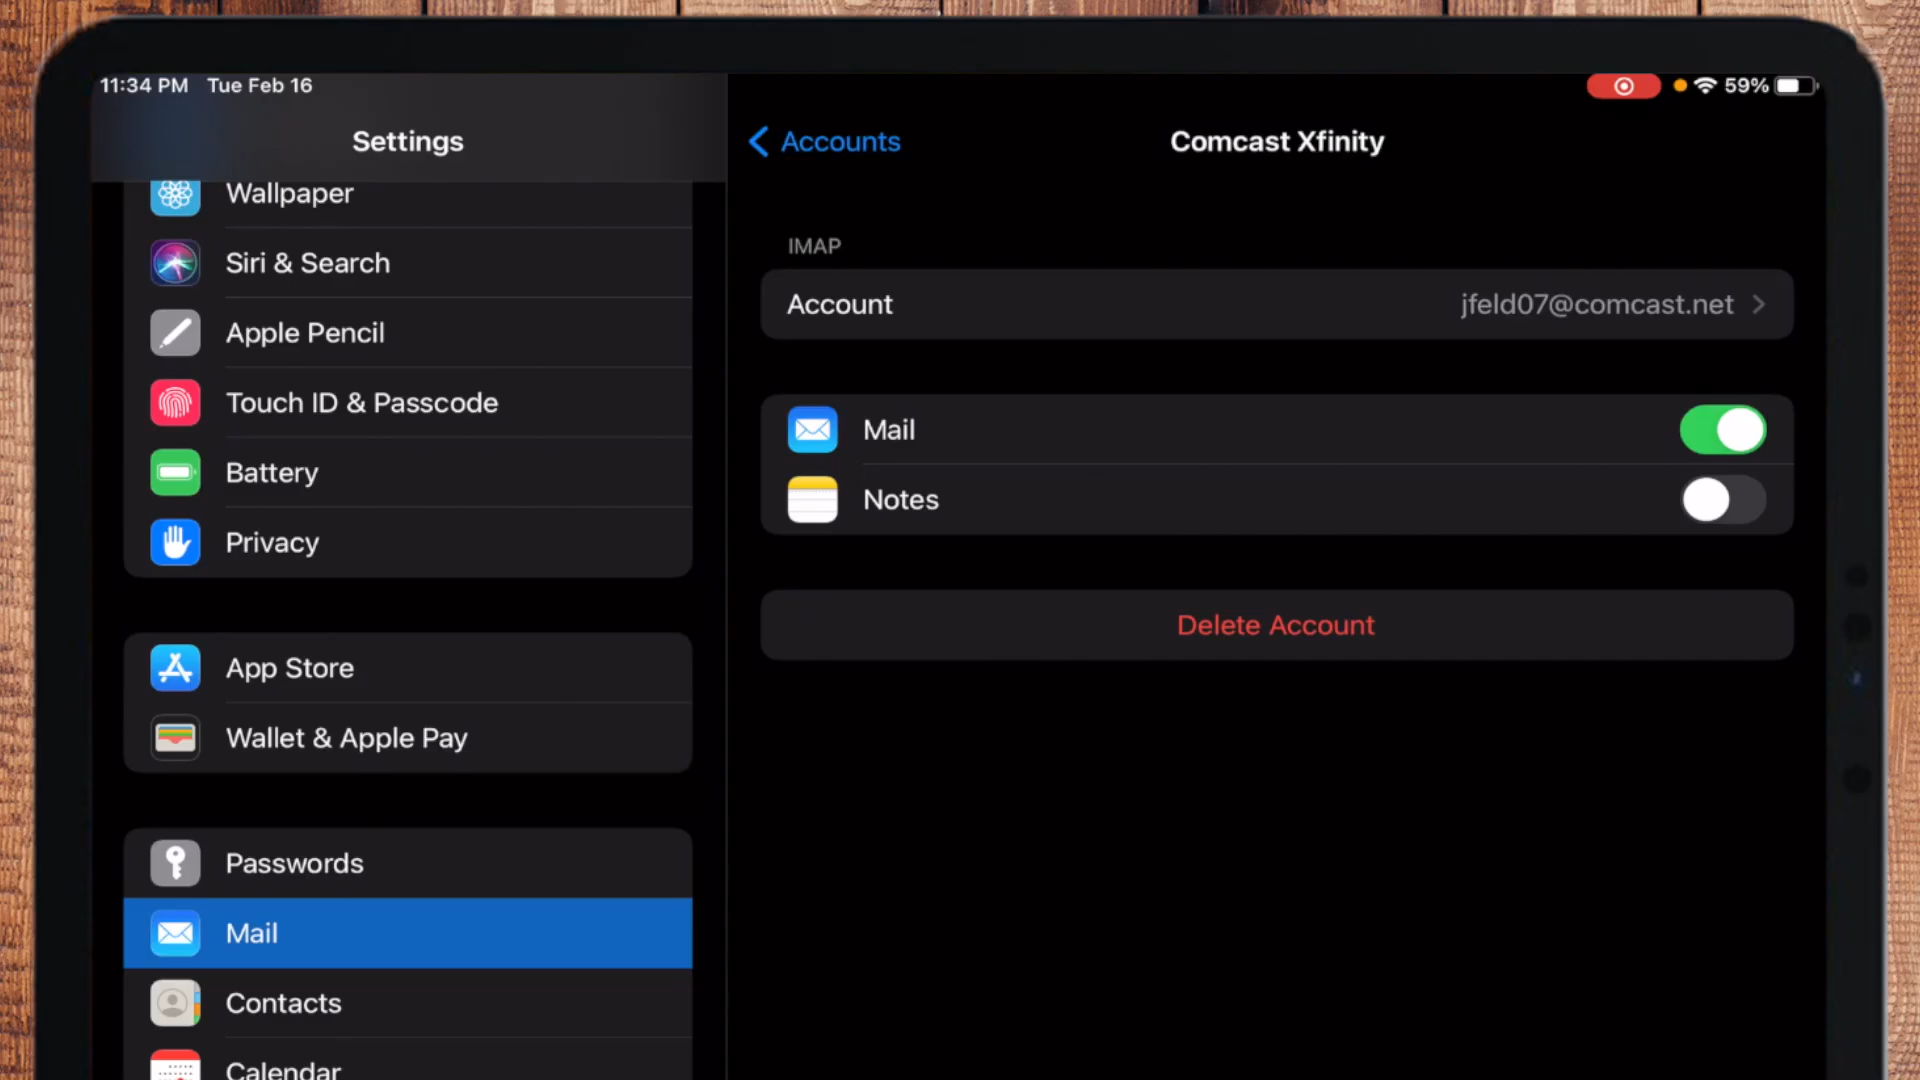 11:34 PM Tue Feb 16
59%
Settings
Wallpaper
Siri & Search
Apple Pencil
Touch ID & Passcode
Battery
Privacy
App Store
Wallet & Apple Pay
Passwords
Mail
Contacts
Calendar
Accounts
Comcast Xfinity
IMAP
Account jfeld07@comcast.net
Mail
Notes
Delete Account